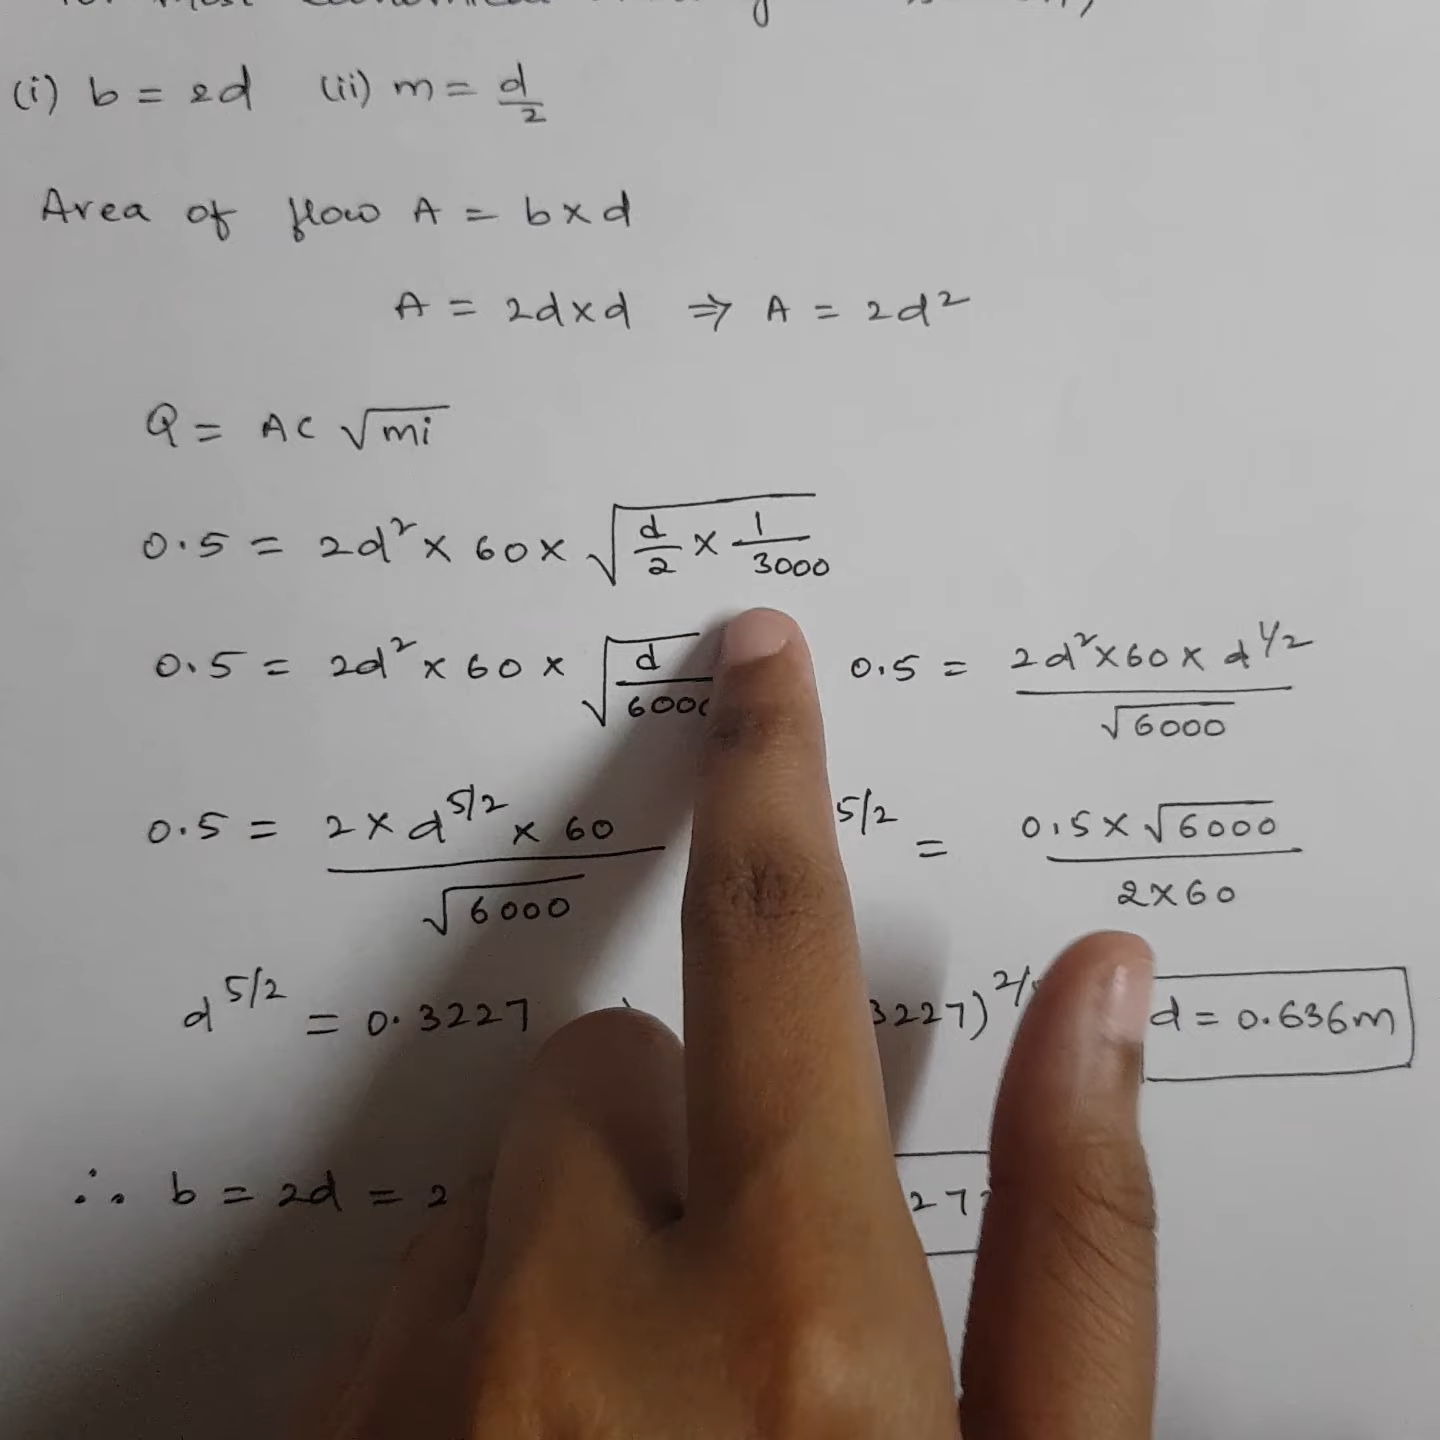 (i) b = 2d (ii) m = d/2
Area of flow A = b×d
A = 2d×d ⇒ A = 2d²
Q = AC √mi
0.5 = 2d² × 60 × √(d/2 × 1/3000)
0.5 = 2d² × 60 × √(d/600 0.5 = 2d²×60×d^1/2 / √6000
0.5 = 2×d^5/2 × 60 / √6000 5/2 = 0.5×√6000 / 2×60
d^5/2 = 0.3227 3227)^2/ d = 0.636m
∴ b = 2d = 2 27